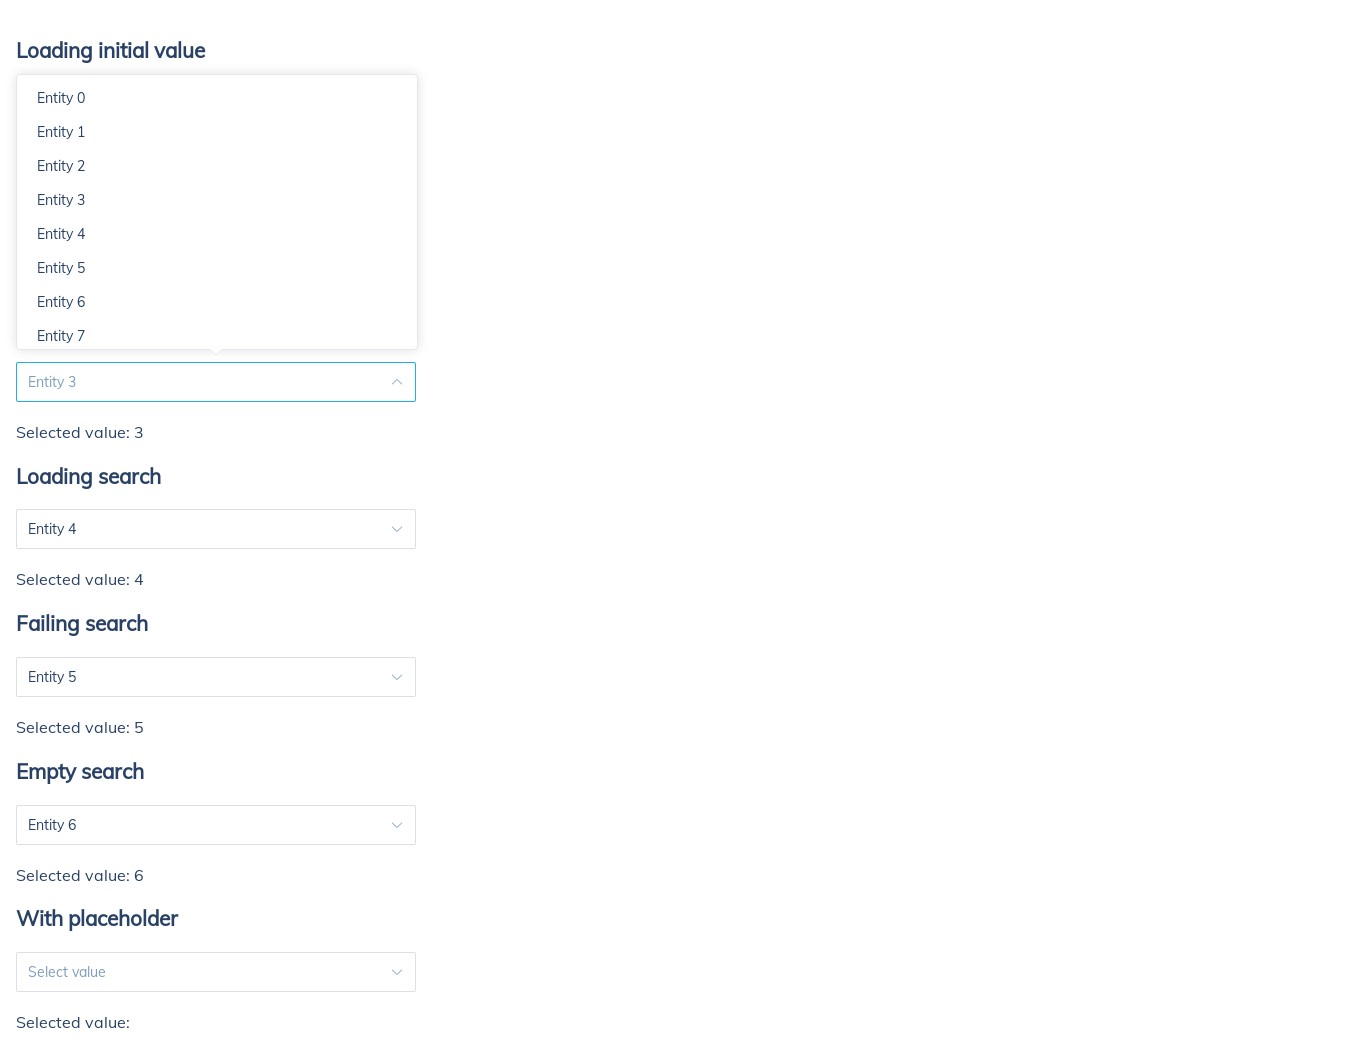 Loading initial value
Entity 0
Entity 1
Entity 2
Entity 3
Entity 4
Entity 5
Entity 6
Entity 7
Entity 3
Selected value: 3
Loading search
Entity 4
Selected value: 4
Failing search
Entity 5
Selected value: 5
Empty search
Entity 6
Selected value: 6
With placeholder
Select value
Selected value: